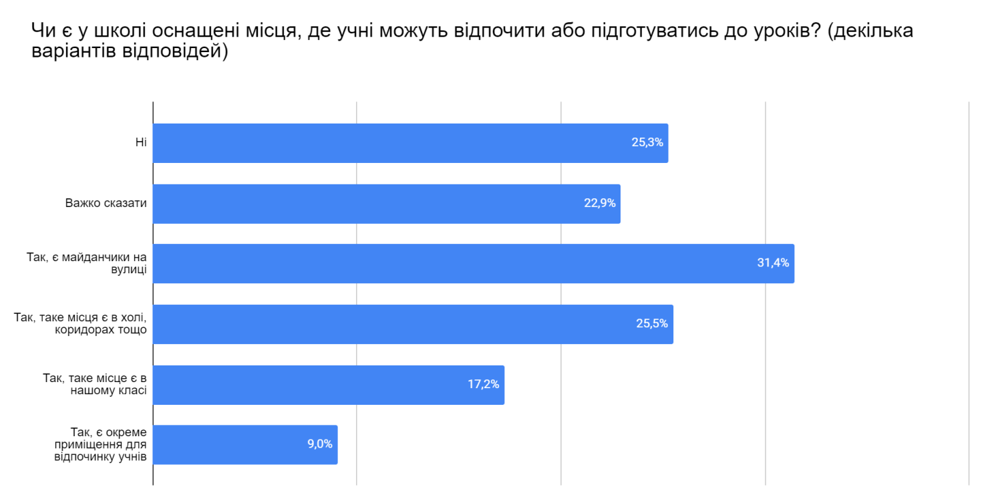 Чи є у школі оснащені місця, де учні можуть відпочити або підготуватись до уроків? (декілька
варіантів відповідей)
Ні
25,3%
Важко сказати
22,9%
Так, є майданчики на
вулиці
31,4%
Так, таке місця є в холі,
коридорах тощо
25,5%
Так, таке місце є в
нашому класі
17,2%
Так, є окреме
приміщення для
відпочинку учнів
9,0%